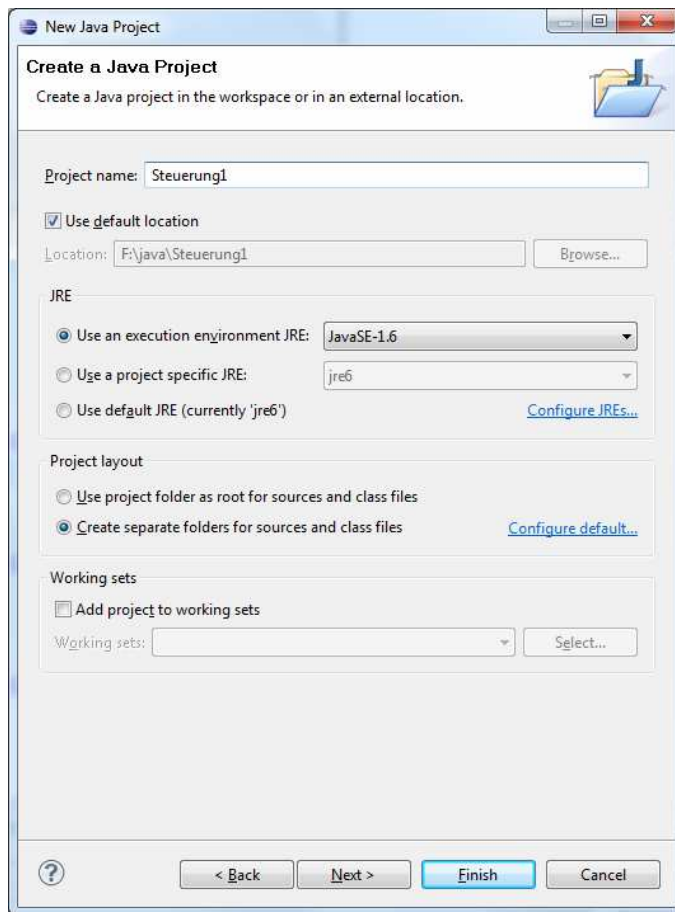 New Java Project
Create a Java Project
Create a Java project in the workspace or in an external location.
Project name: Steuerung1
Use default location
Location: F:\java\Steuerung1 Browse...
JRE
Use an execution environment JRE: JavaSE-1.6
Use a project specific JRE: jre6
Use default JRE (currently 'jre6') Configure JREs...
Project layout
Use project folder as root for sources and class files
Create separate folders for sources and class files Configure default...
Working sets
Add project to working sets
Working sets: Select...
? < Back Next > Finish Cancel